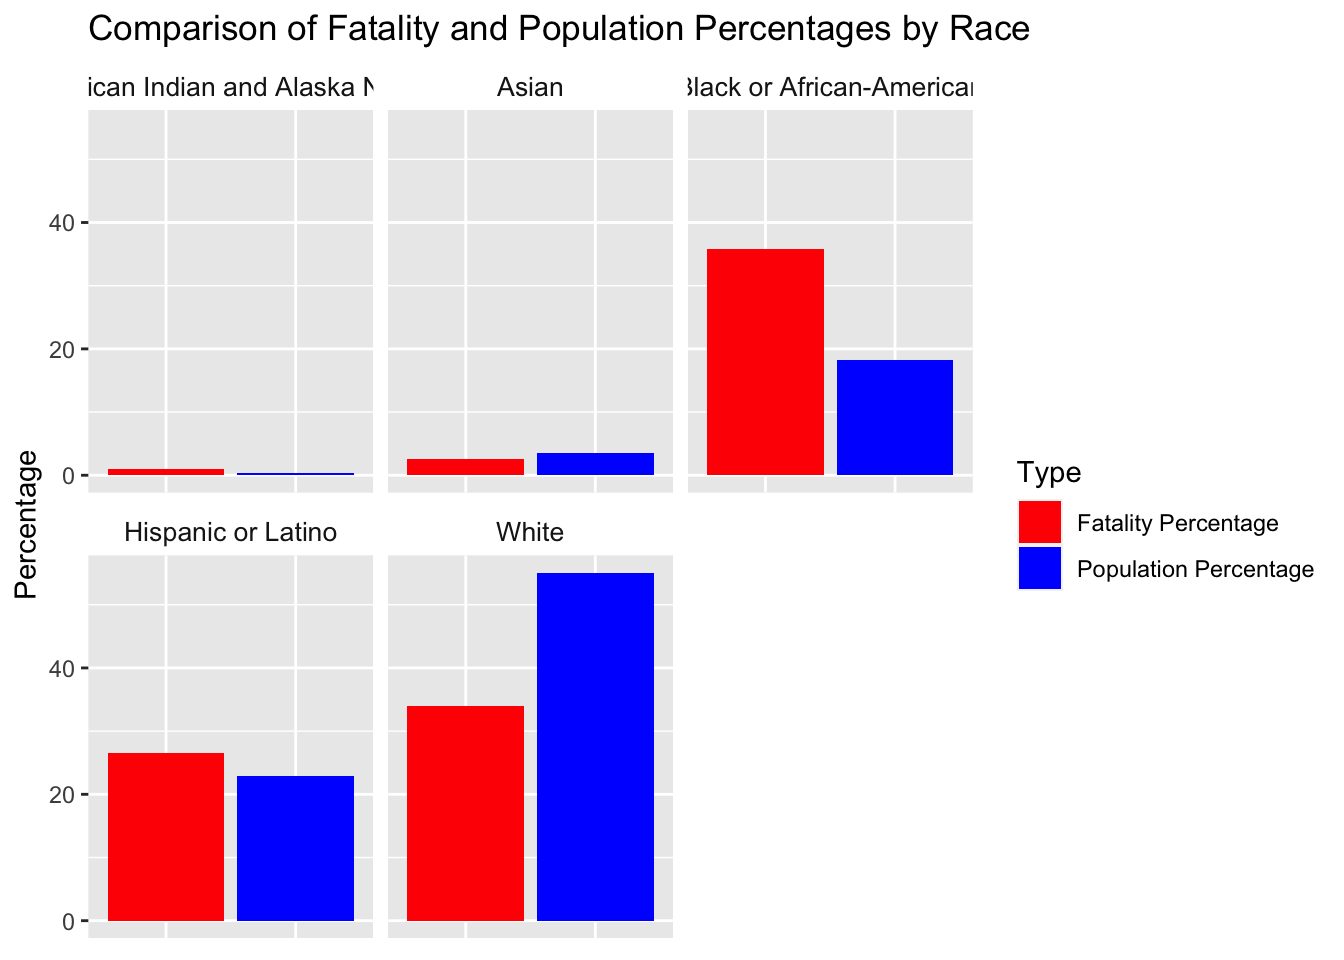 Comparison of Fatality and Population Percentages by Race
ican Indian and Alaska N
Asian
Black or African-American
40
20
0
Hispanic or Latino
White
40
20
0
Percentage
Type
Fatality Percentage
Population Percentage